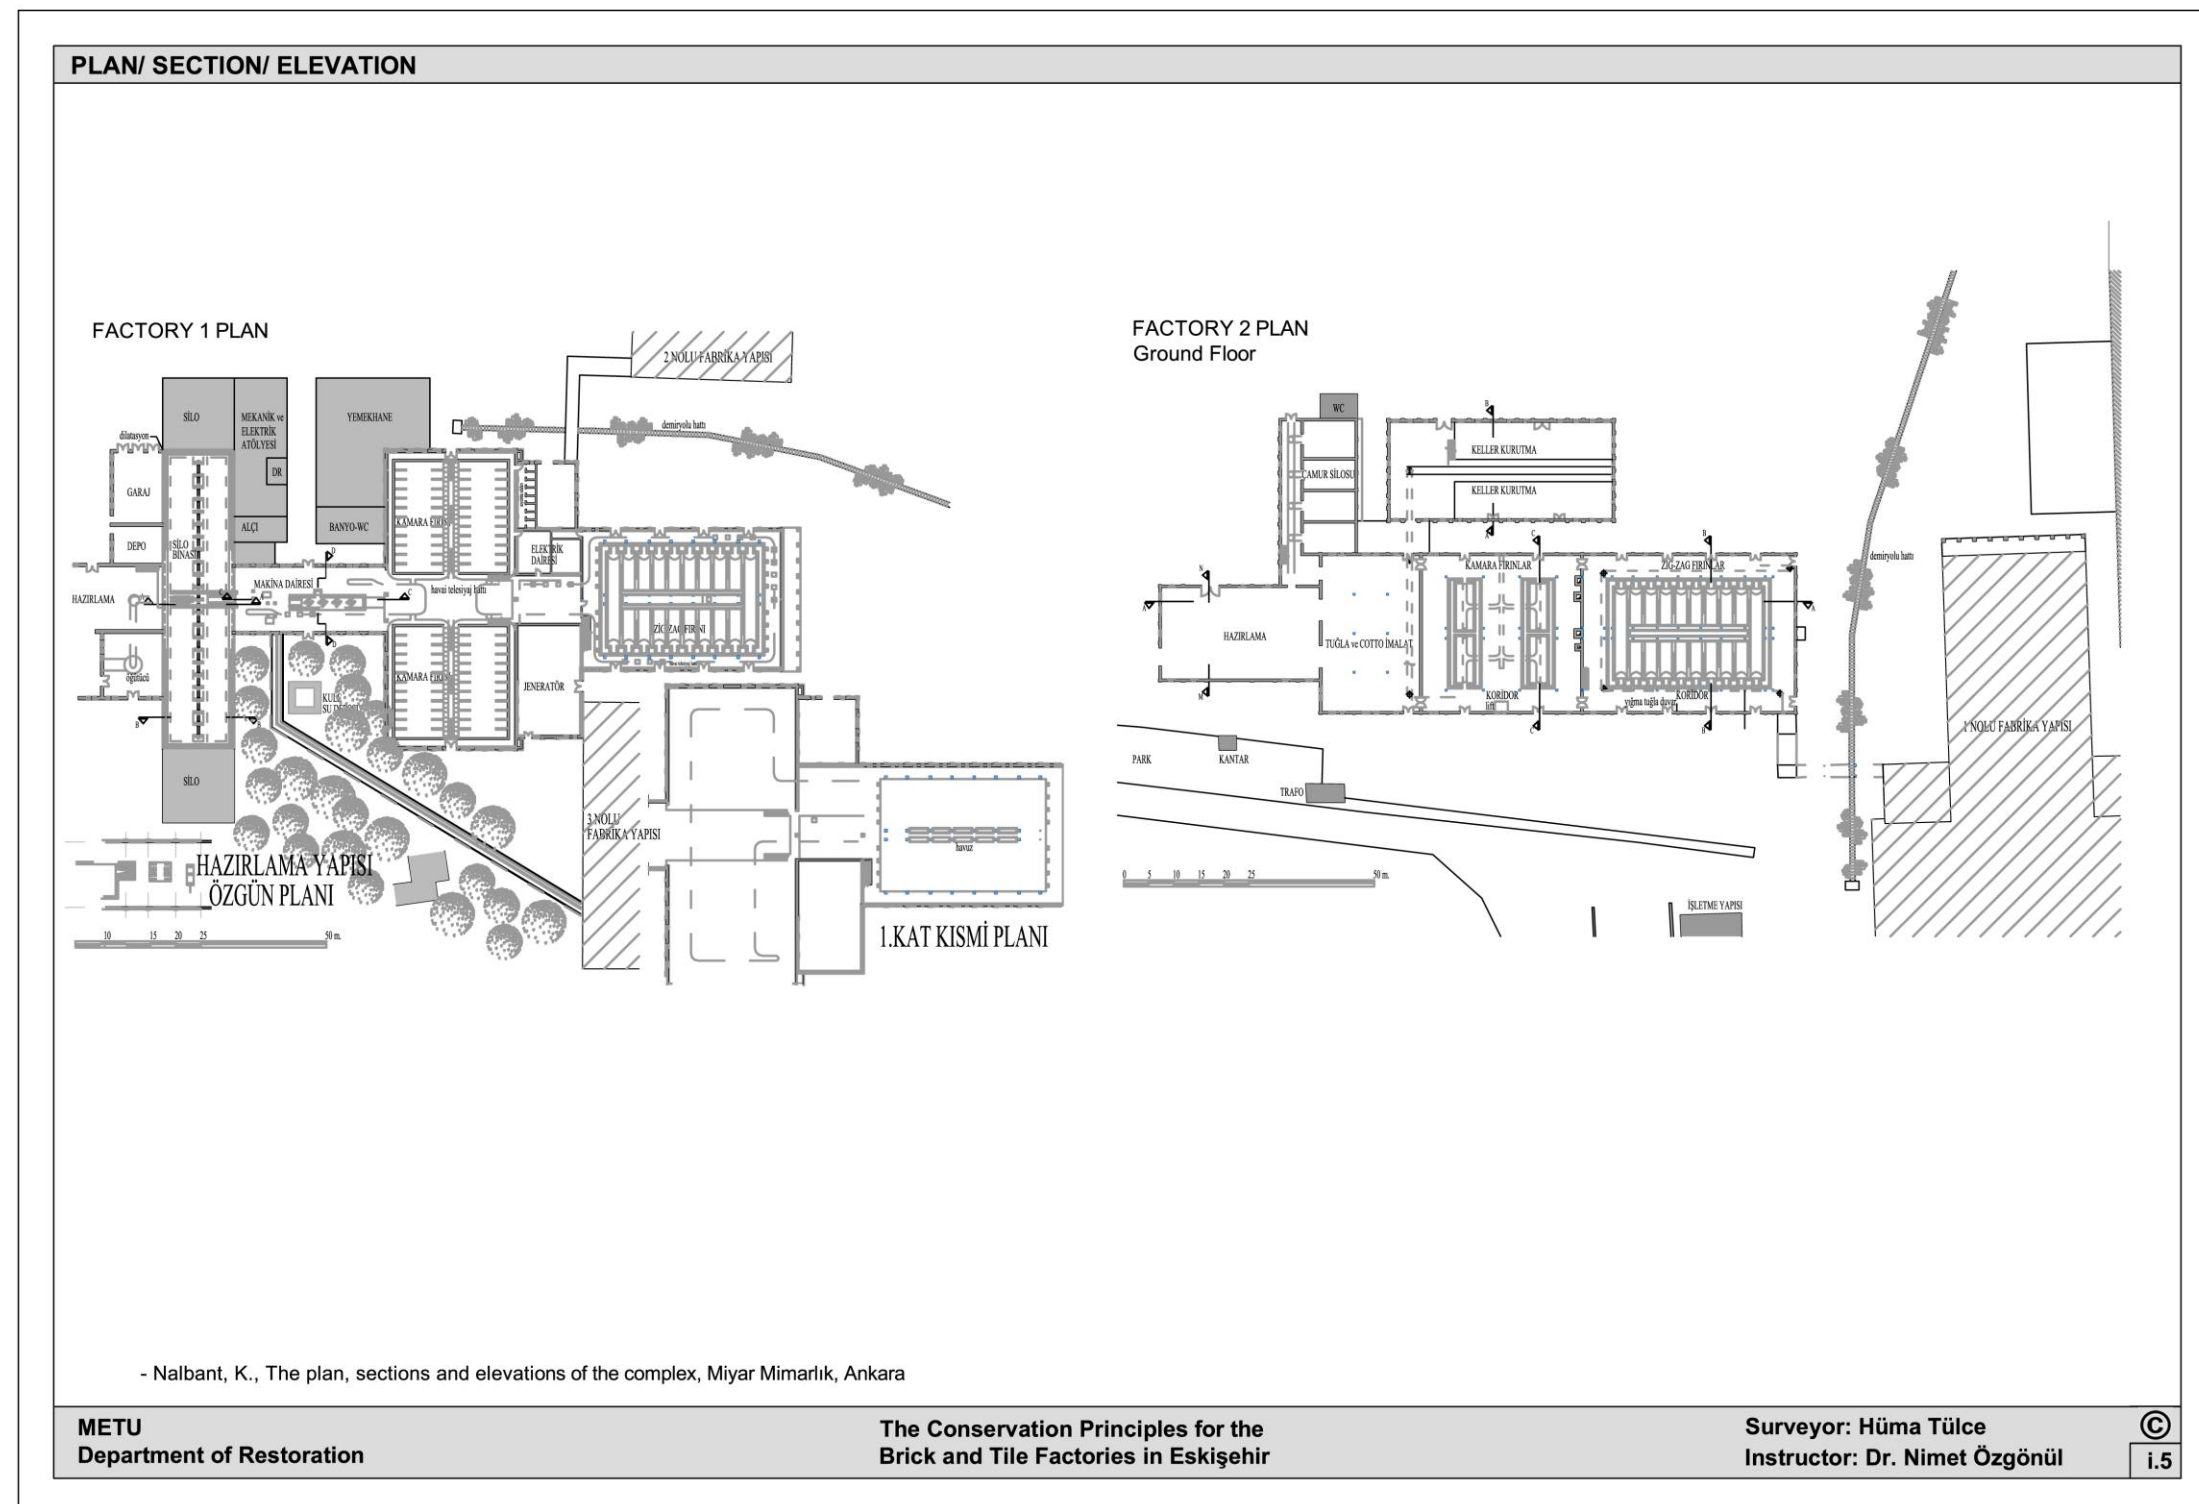 PLAN/ SECTION/ ELEVATION
FACTORY 1 PLAN
2 NOLU FABRİKA YAPISI
SİLO
MEKANİK ve
ELEKTRİK
ATÖLYESİ
YEMEKHANE
dilatasyon
demiryolu hattı
DR
GARAJ
ALÇI
BANYO-WC
KAMARA FIRIN
DEPO
SİLO
BİNASI
ELEKTRİK
DAİRESİ
MAKİNA DAİRESİ
havai telesiyaj hattı
HAZIRLAMA
ZİG-ZAG FIRINI
öğütücü
KAMARA FIRIN
JENERATÖR
KULE
D
D
C
C
B
B
SİLO
3 NOLU
FABRİKA YAPISI
havuz
HAZIRLAMA YAPISI
ÖZGÜN PLANI
1.KAT KISMİ PLANI
10 15 20 25 50 m.
FACTORY 2 PLAN
Ground Floor
WC
B
KELLER KURUTMA
ÇAMUR SİLOSU
KELLER KURUTMA
A
C
B
KAMARA FIRINLAR
ZİG-ZAG FIRINLAR
demiryolu hattı
N
A
A
HAZIRLAMA
TUĞLA ve COTTO İMALAT
M
KORİDOR
lift
KORİDOR
yığma tuğla duvar
C
B
1 NOLU FABRİKA YAPISI
PARK
KANTAR
TRAFO
0 5 10 15 20 25 50 m.
İŞLETME YAPISI
- Nalbant, K., The plan, sections and elevations of the complex, Miyar Mimarlık, Ankara
METU
Department of Restoration
The Conservation Principles for the
Brick and Tile Factories in Eskişehir
Surveyor: Hüma Tülce
Instructor: Dr. Nimet Özgönül
©
i.5